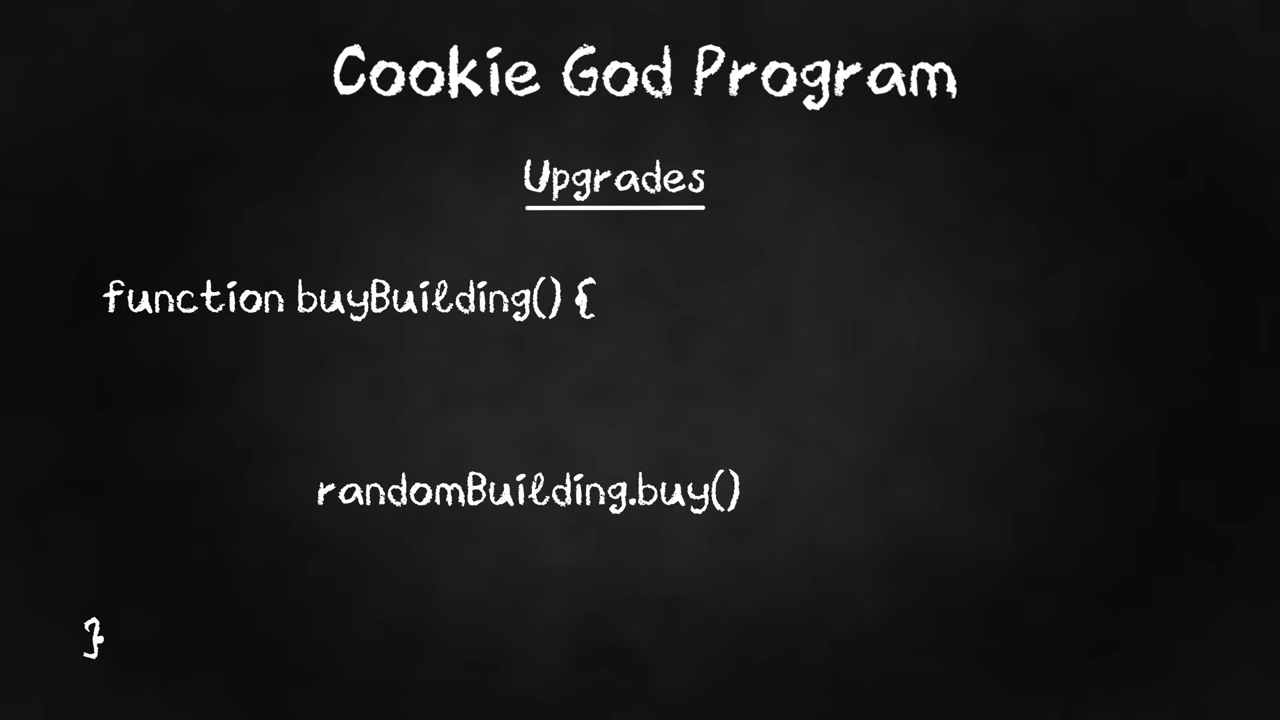 Cookie God Program
Upgrades
function buyBuilding() {
randomBuilding.buy()
}